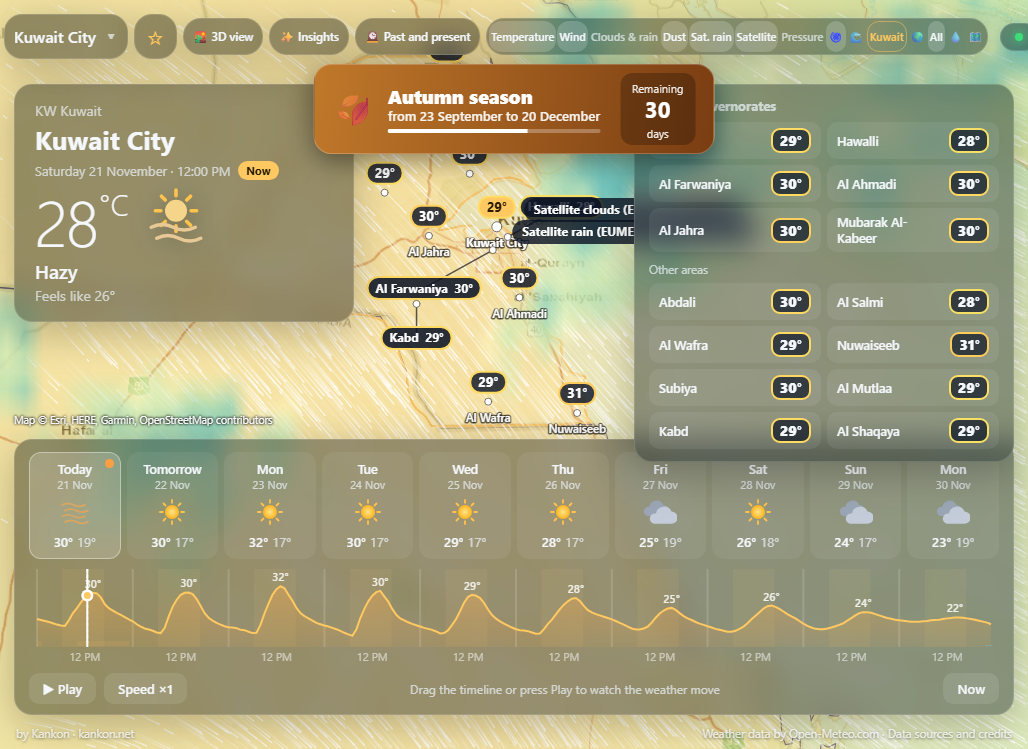 Kuwait City
3D view
Insights
Past and present
Temperature
Wind
Clouds & rain
Dust
Sat. rain
Satellite
Pressure
Kuwait
All
Autumn season
from 23 September to 20 December
Remaining
30
days
KW Kuwait
Kuwait City
Saturday 21 November · 12:00 PM
Now
28°C
Hazy
Feels like 26°
29°
30°
Al Jahra
29°
Kuwait City
Satellite clouds (E
Satellite rain (EUME
Al Farwaniya 30°
30°
Al Ahmadi
Kabd 29°
29°
Al Wafra
31°
Nuwaiseeb
Map © Esri, HERE, Garmin, OpenStreetMap contributors
29°
Hawalli 28°
Al Farwaniya 30°
Al Ahmadi 30°
Al Jahra 30°
Mubarak Al-
Kabeer 30°
Other areas
Abdali 30°
Al Salmi 28°
Al Wafra 29°
Nuwaiseeb 31°
Subiya 30°
Al Mutlaa 29°
Kabd 29°
Al Shaqaya 29°
Today
21 Nov
30° 19°
Tomorrow
22 Nov
30° 17°
Mon
23 Nov
32° 17°
Tue
24 Nov
30° 17°
Wed
25 Nov
29° 17°
Thu
26 Nov
28° 17°
Fri
27 Nov
25° 19°
Sat
28 Nov
26° 18°
Sun
29 Nov
24° 17°
Mon
30 Nov
23° 19°
30° 30° 32° 30° 29° 28° 25° 26° 24° 22°
12 PM 12 PM 12 PM 12 PM 12 PM 12 PM 12 PM 12 PM 12 PM 12 PM
Play
Speed ×1
Drag the timeline or press Play to watch the weather move
Now
by Kankon · kankon.net
Weather data by Open-Meteo.com · Data sources and credits